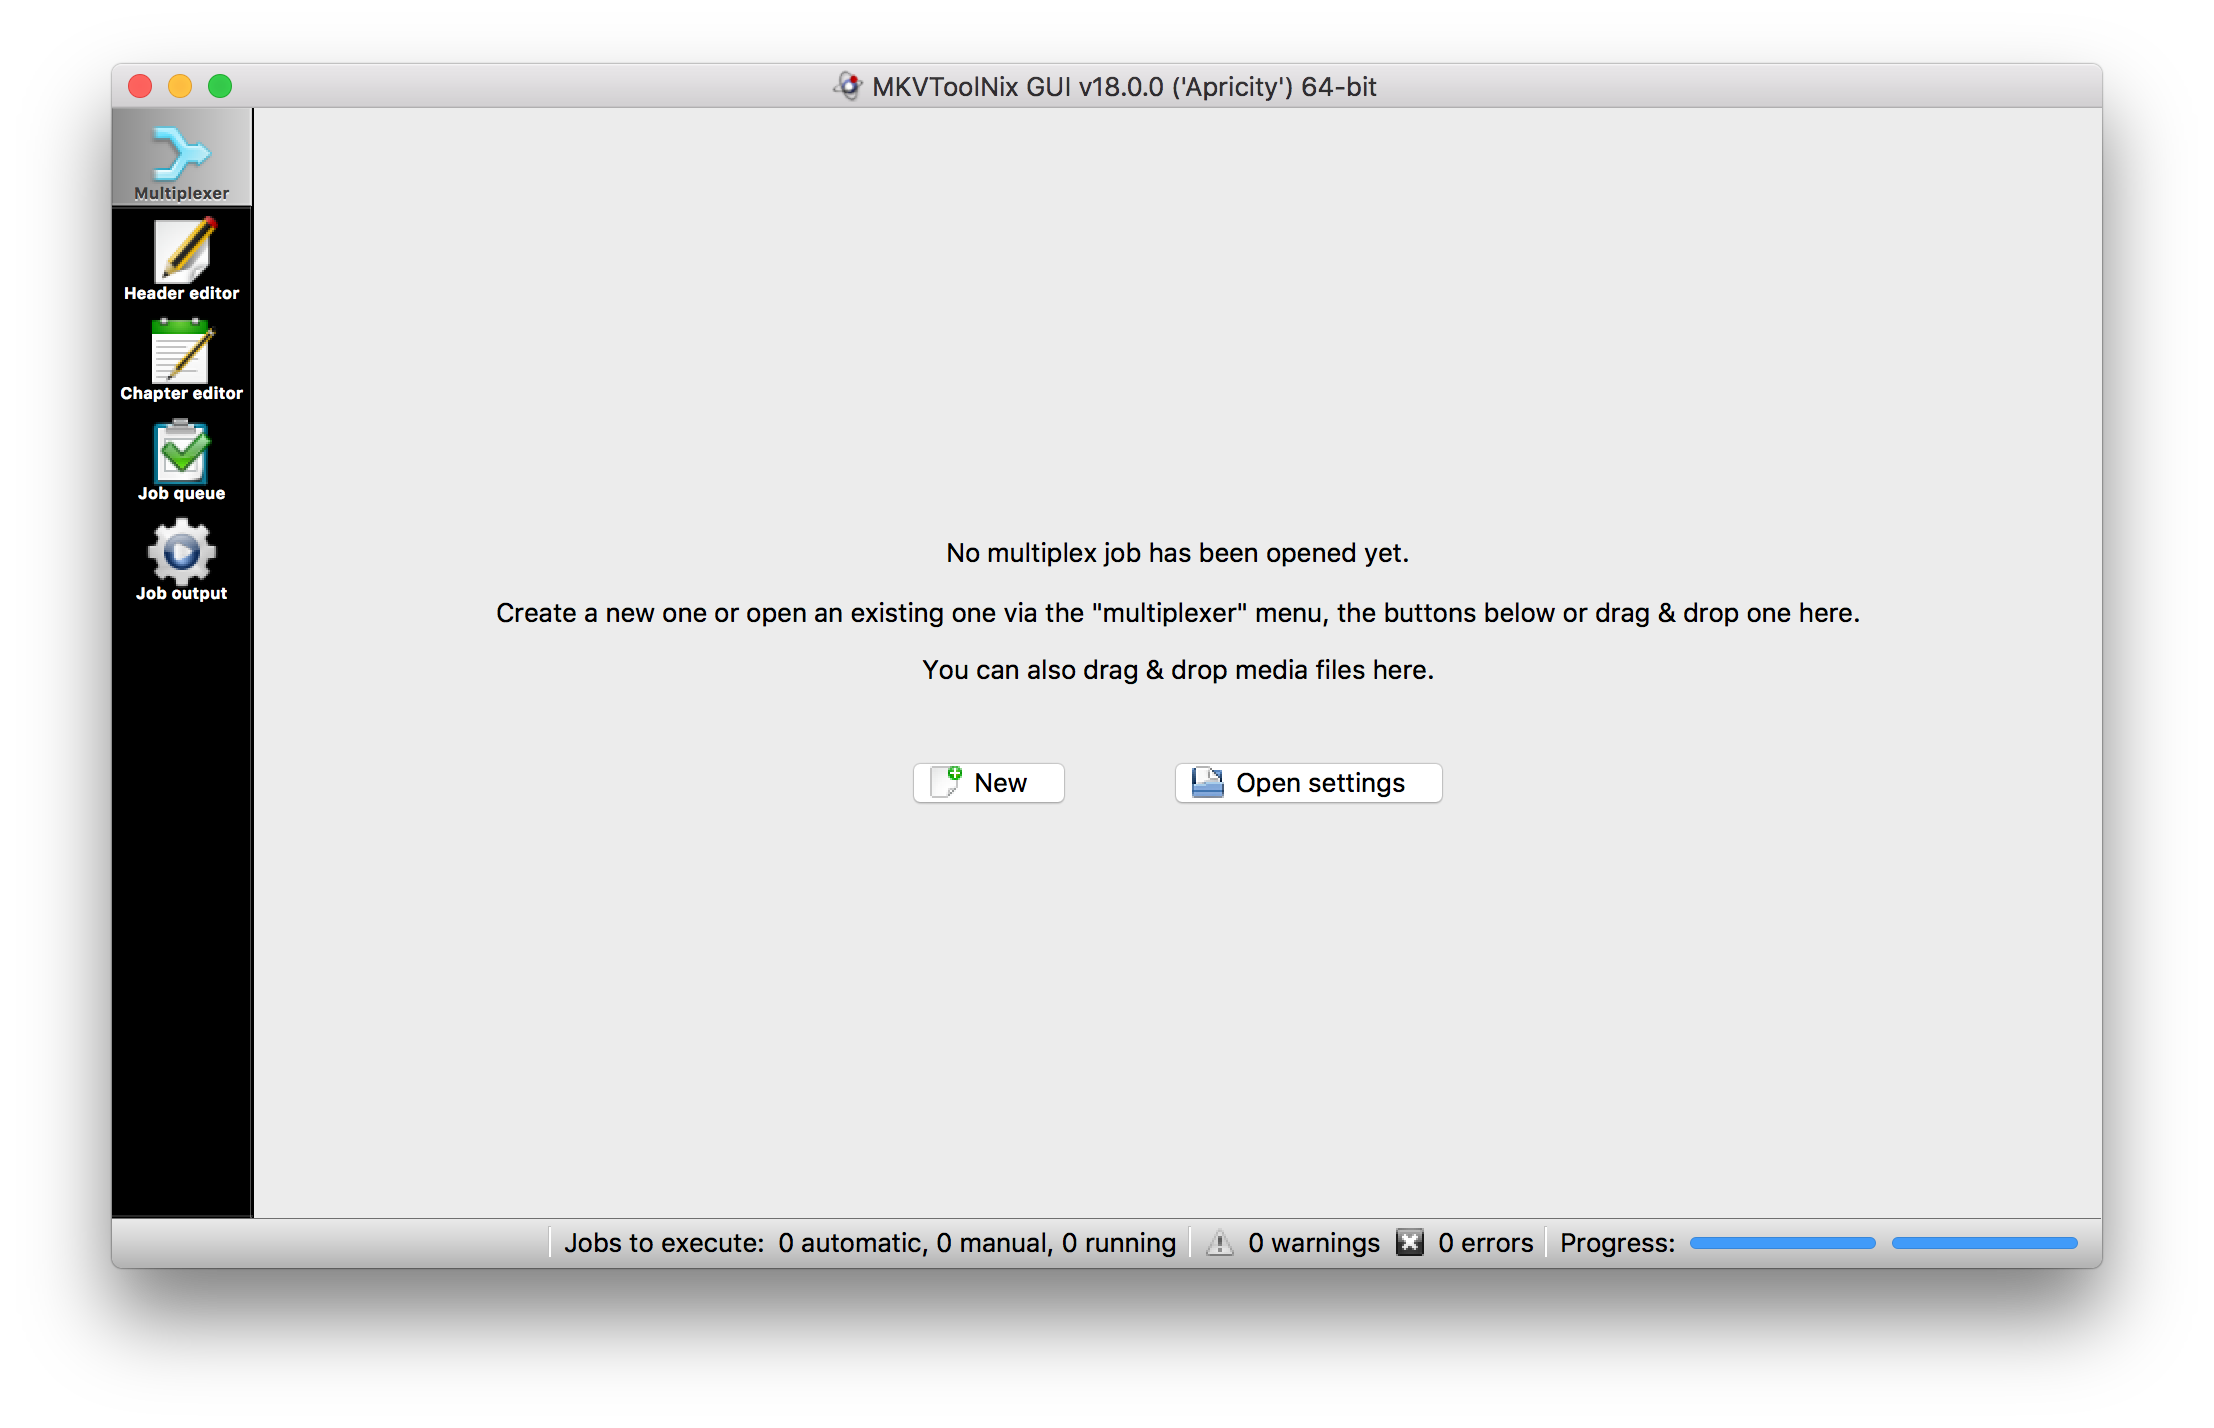 MKVToolNix GUI v18.0.0 ('Apricity') 64-bit
Multiplexer
Header editor
Chapter editor
Job queue
Job output
No multiplex job has been opened yet.
Create a new one or open an existing one via the "multiplexer" menu, the buttons below or drag & drop one here.
You can also drag & drop media files here.
New
Open settings
Jobs to execute: 0 automatic, 0 manual, 0 running
0 warnings
0 errors
Progress: